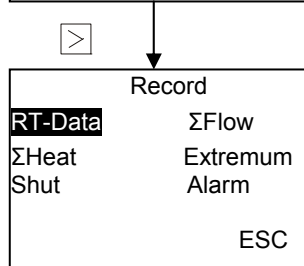 >
Record
RT-Data ΣFlow
ΣHeat Extremum
Shut Alarm
ESC